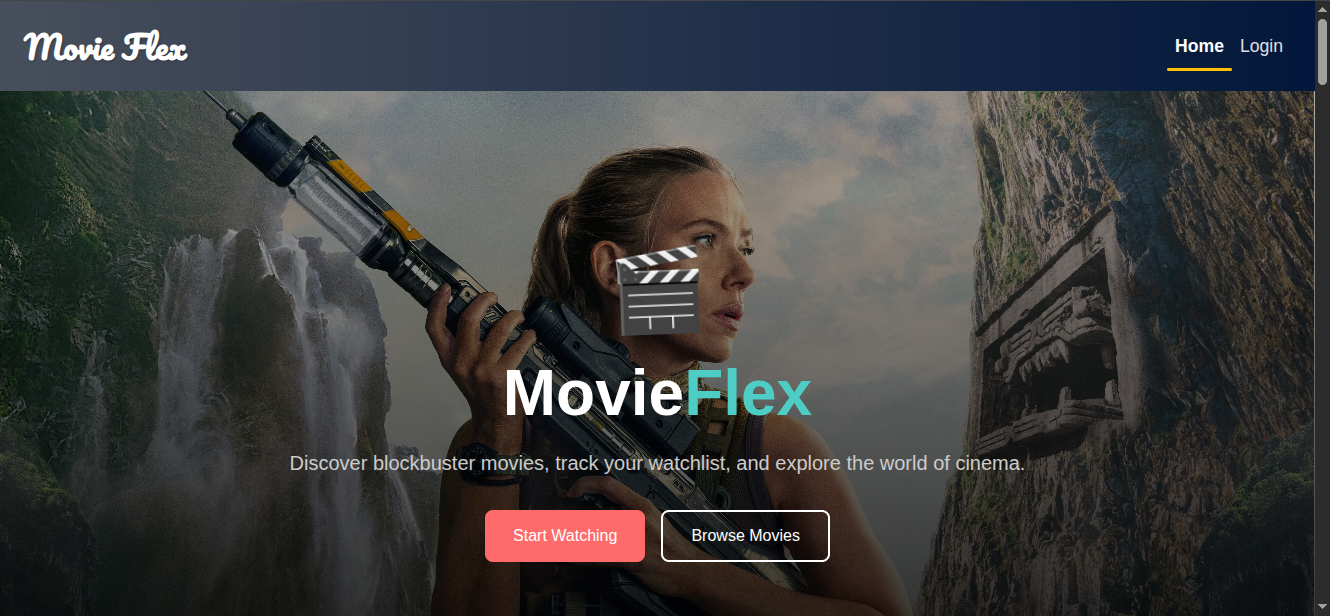 Movie Flex
Home Login
MovieFlex
Discover blockbuster movies, track your watchlist, and explore the world of cinema.
Start Watching Browse Movies